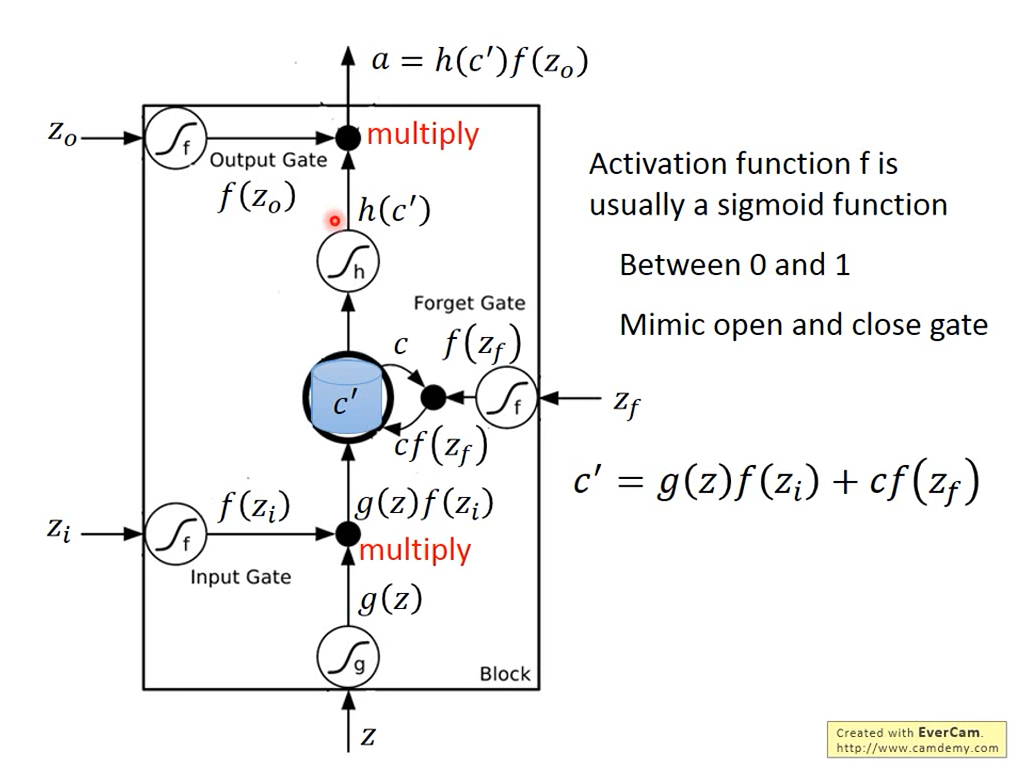 a = h(c′)f(z_o)
z_o
f
multiply
Output Gate
f(z_o)
h(c′)
h
Forget Gate
c
f(z_f)
c′
f
z_f
cf(z_f)
f(z_i)
g(z)f(z_i)
z_i
f
multiply
Input Gate
g(z)
g
Block
z
Activation function f is
usually a sigmoid function
Between 0 and 1
Mimic open and close gate
c′ = g(z)f(z_i) + cf(z_f)
Created with EverCam.
http://www.camdemy.com